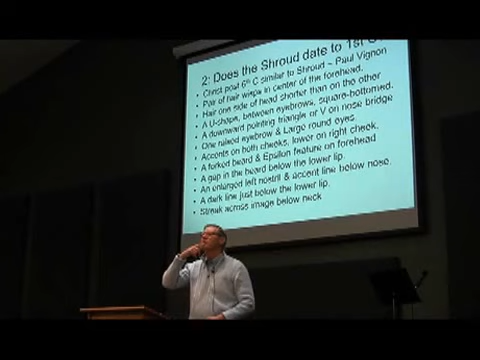 2: Does the Shroud date to 1st C
• Christ post 6th C similar to Shroud ~ Paul Vignon
• Pair of hair wisps in center of the forehead.
• Hair one side of head shorter than on the other
• A U-shape, between eyebrows, square-bottomed.
• A downward pointing triangle or V on nose bridge
• One raised eyebrow & Large round eyes
• Accents on both cheeks, lower on right cheek.
• A forked beard & Epsilon feature on forehead
• A gap in the beard below the lower lip.
• An enlarged left nostril & accent line below nose.
• A dark line just below the lower lip.
• Streak across image below neck